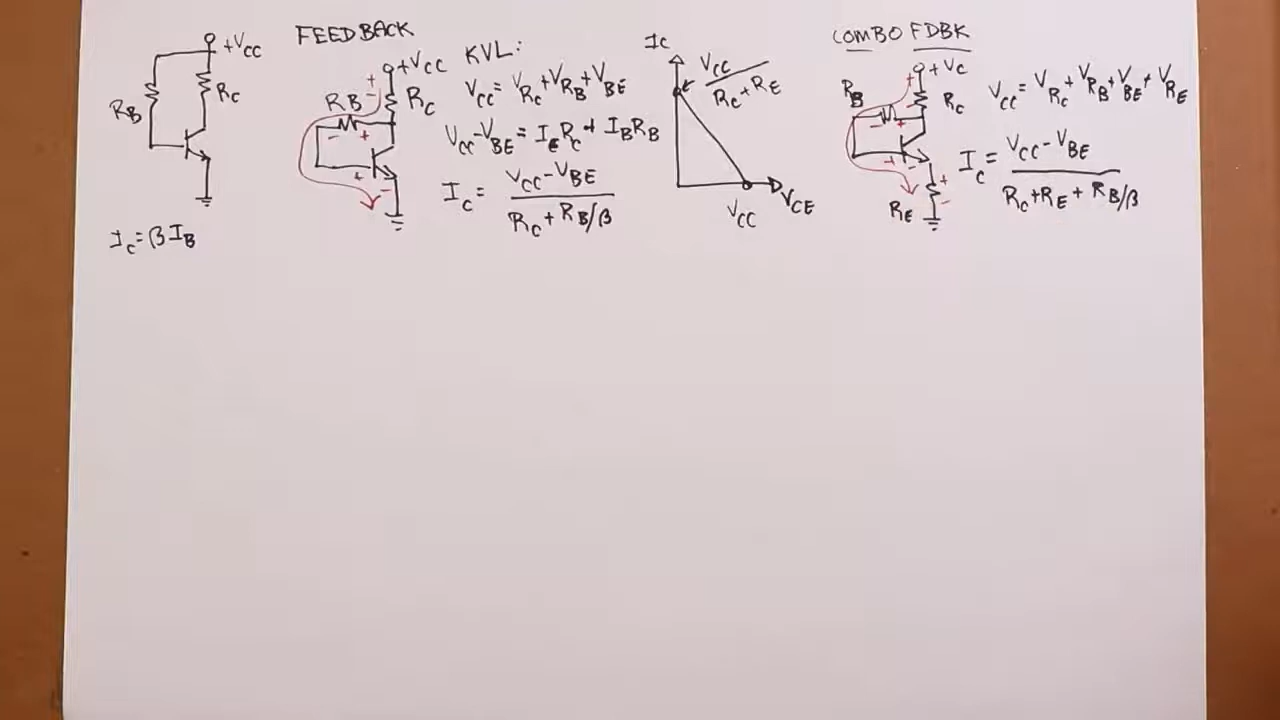 +VCC
RB
RC
IC = βIB
FEEDBACK
+VCC
RB
RC
+
-
-
+
+
-
KVL:
VCC = VRC + VRB + VBE
VCC - VBE = ICRC + IBRB
IC = VCC - VBE / RC + RB/β
IC
VCC / RC + RE
VCC
VCE
COMBO FDBK
+VC
RB
RC
+
-
+
+
-
+
-
RE
VCC = VRC + VRB + VBE + VRE
IC = VCC - VBE / RC + RE + RB/β